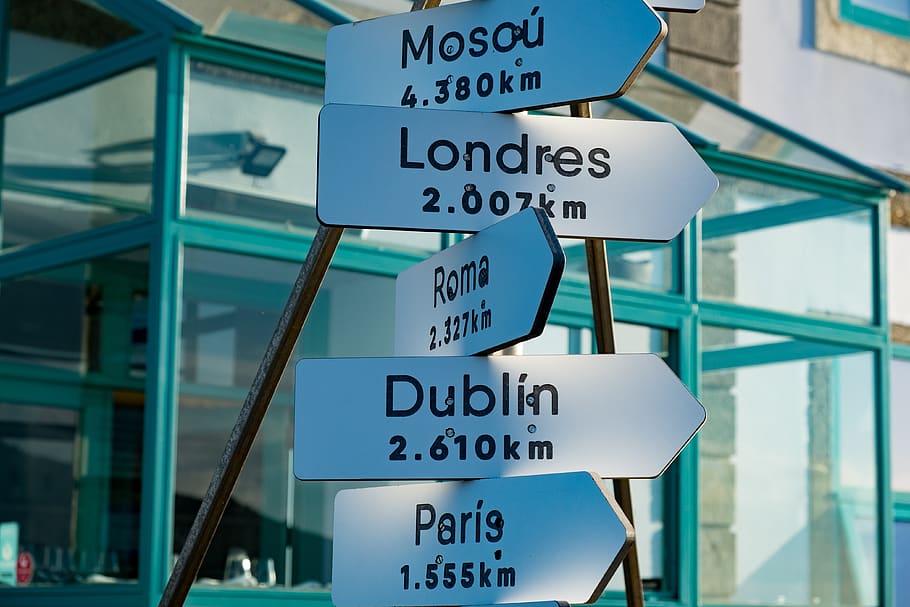 Moscú
4.380km
Londres
2.007km
Roma
2.327km
Dublín
2.610km
París
1.555km